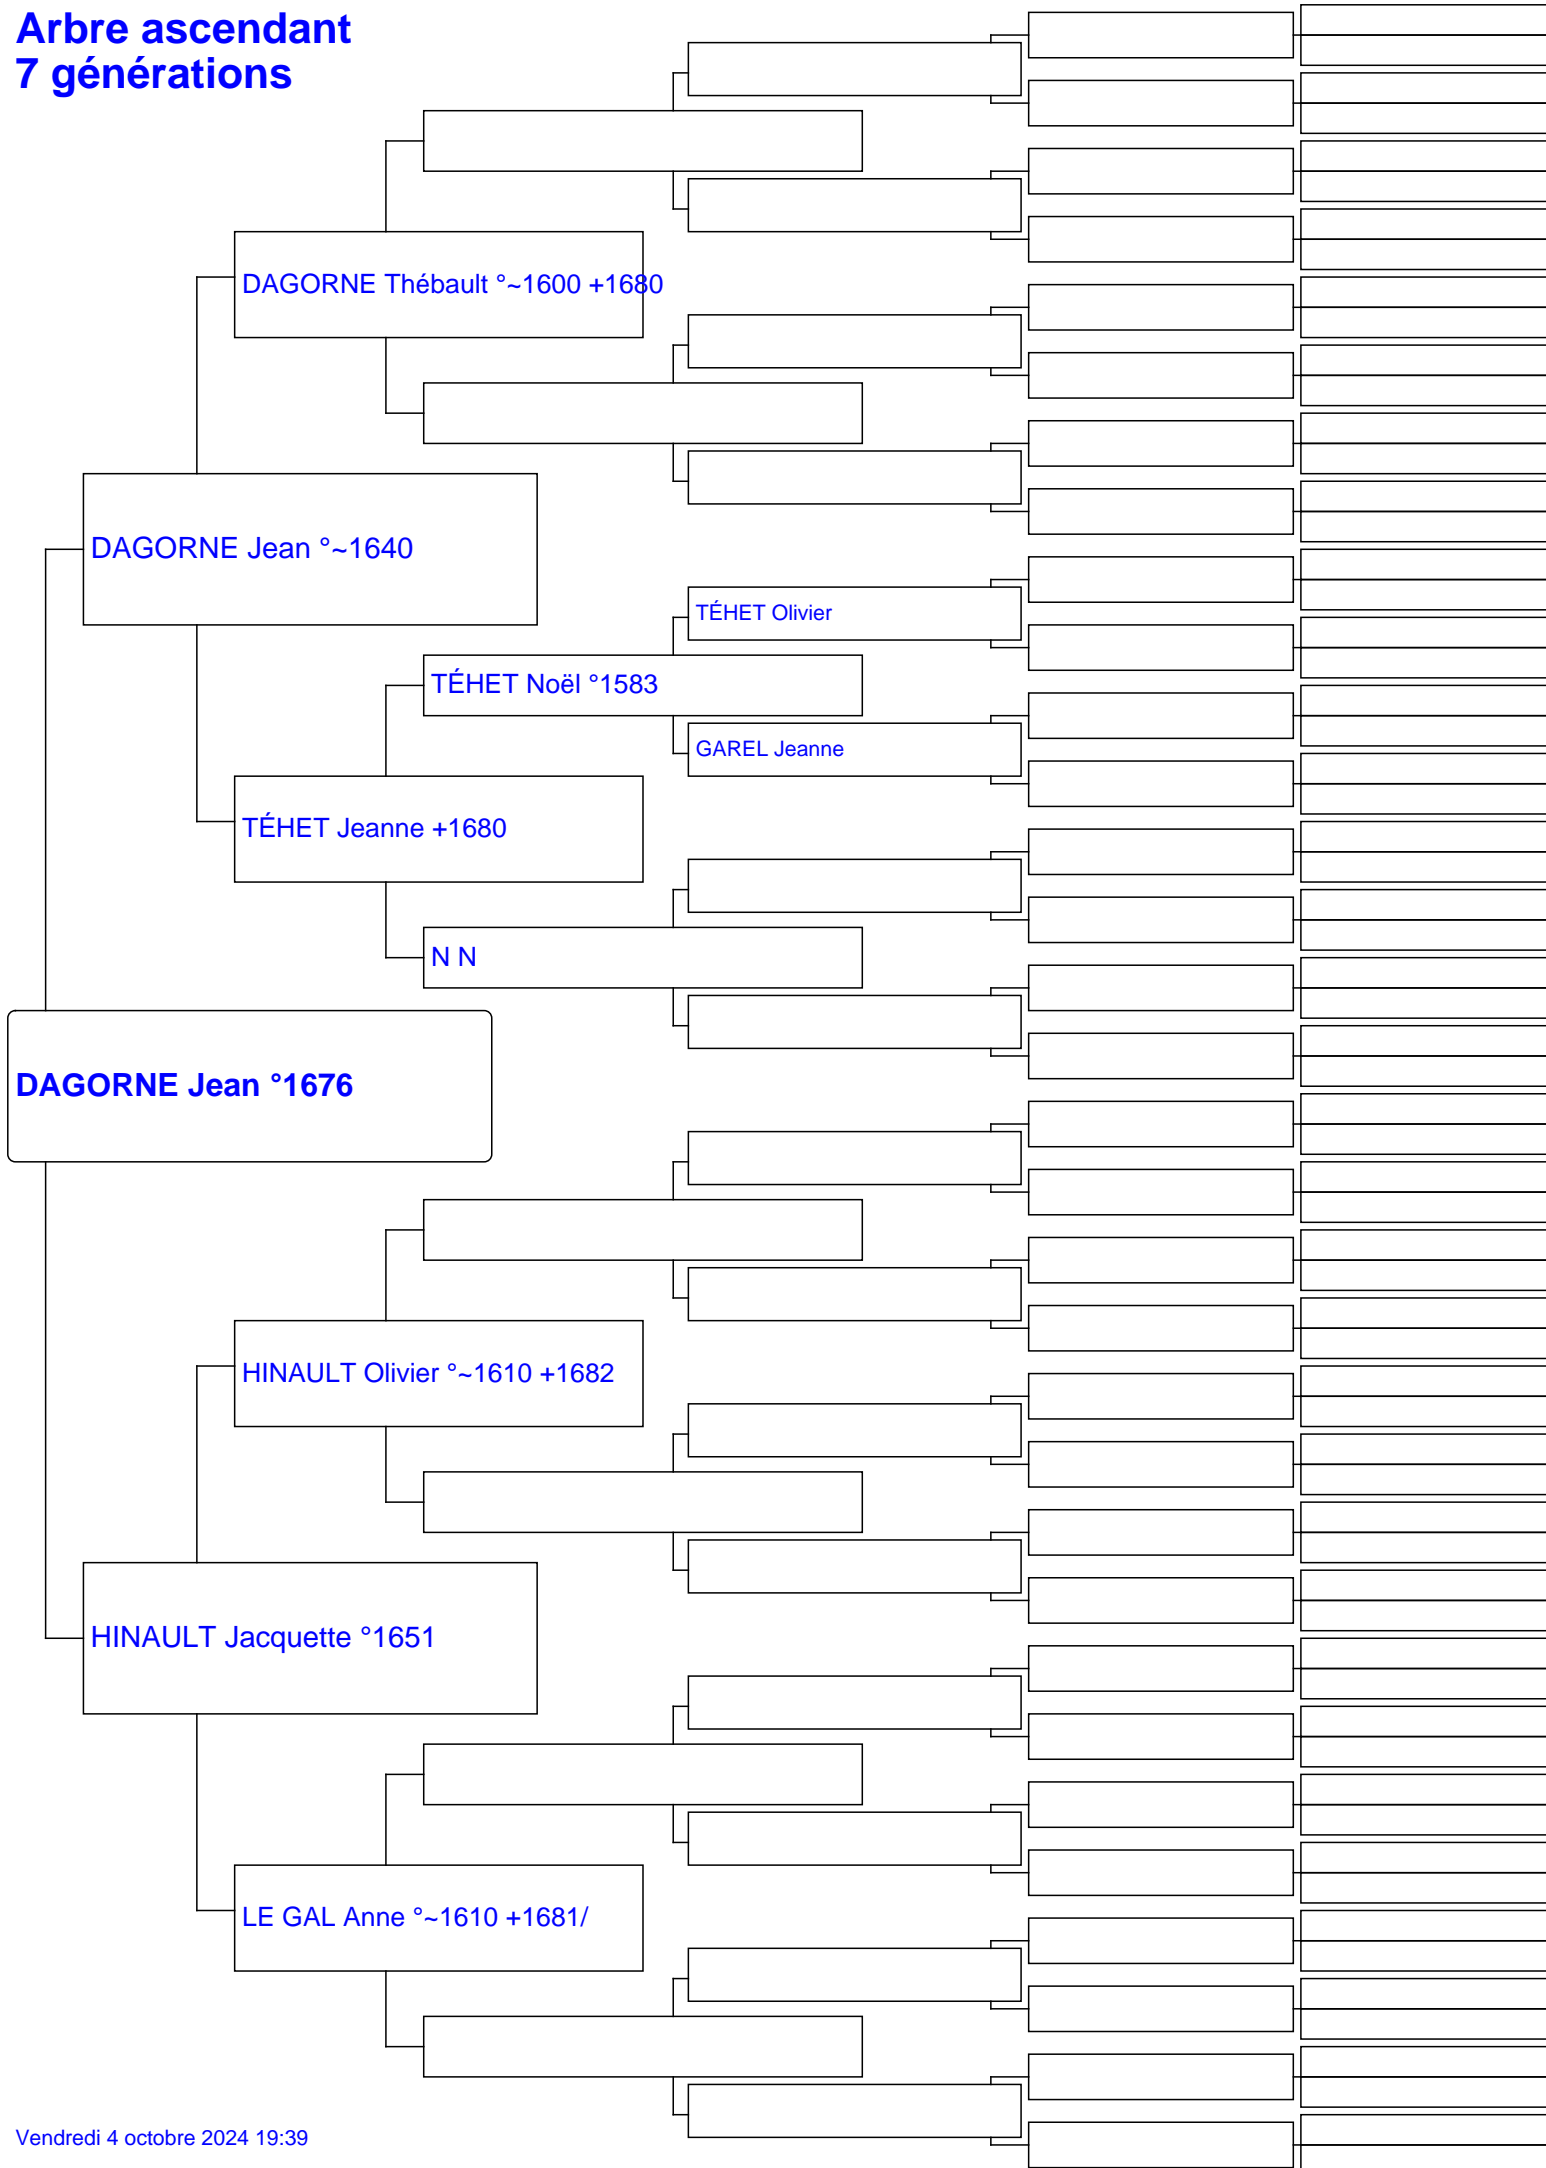 Arbre ascendant
7 générations
DAGORNE Thébault °~1600 +1680
DAGORNE Jean °~1640
TÉHET Olivier
TÉHET Noël °1583
GAREL Jeanne
TÉHET Jeanne +1680
N N
DAGORNE Jean °1676
HINAULT Olivier °~1610 +1682
HINAULT Jacquette °1651
LE GAL Anne °~1610 +1681/
Vendredi 4 octobre 2024 19:39